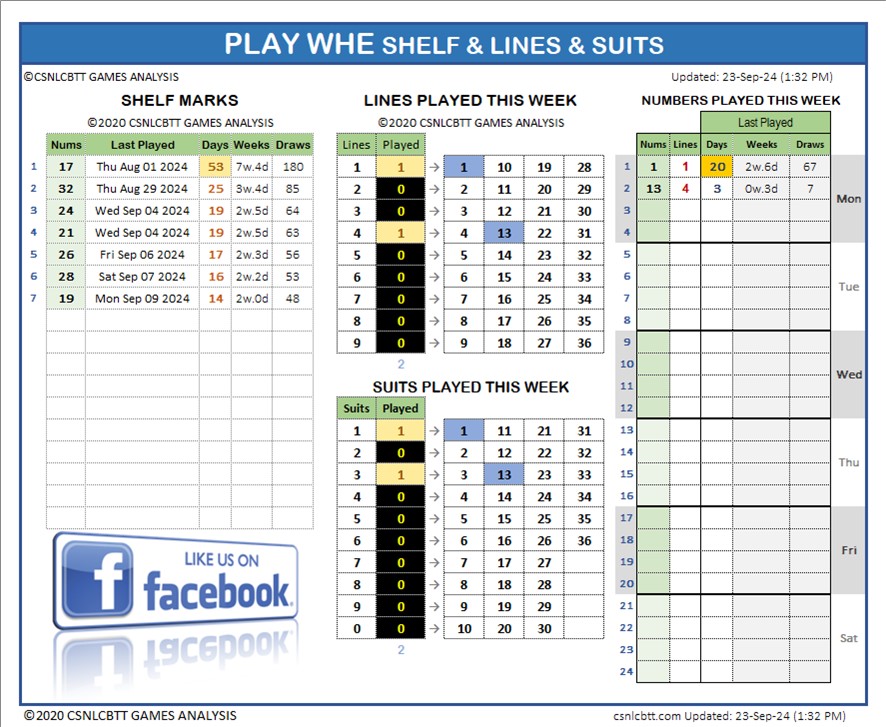 PLAY WHE SHELF & LINES & SUITS
©CSNLCBTT GAMES ANALYSIS
Updated: 23-Sep-24 (1:32 PM)
SHELF MARKS
©2020 CSNLCBTT GAMES ANALYSIS
Nums Last Played Days Weeks Draws
1 17 Thu Aug 01 2024 53 7w.4d 180
2 32 Thu Aug 29 2024 25 3w.4d 85
3 24 Wed Sep 04 2024 19 2w.5d 64
4 21 Wed Sep 04 2024 19 2w.5d 63
5 26 Fri Sep 06 2024 17 2w.3d 56
6 28 Sat Sep 07 2024 16 2w.2d 53
7 19 Mon Sep 09 2024 14 2w.0d 48
LIKE US ON
facebook.
LINES PLAYED THIS WEEK
©2020 CSNLCBTT GAMES ANALYSIS
Lines Played
1 1 → 1 10 19 28
2 0 → 2 11 20 29
3 0 → 3 12 21 30
4 1 → 4 13 22 31
5 0 → 5 14 23 32
6 0 → 6 15 24 33
7 0 → 7 16 25 34
8 0 → 8 17 26 35
9 0 → 9 18 27 36
2
SUITS PLAYED THIS WEEK
Suits Played
1 1 → 1 11 21 31
2 0 → 2 12 22 32
3 1 → 3 13 23 33
4 0 → 4 14 24 34
5 0 → 5 15 25 35
6 0 → 6 16 26 36
7 0 → 7 17 27
8 0 → 8 18 28
9 0 → 9 19 29
0 0 → 10 20 30
2
NUMBERS PLAYED THIS WEEK
Last Played
Nums Lines Days Weeks Draws
1 1 1 20 2w.6d 67
2 13 4 3 0w.3d 7
Mon
3
4
5
6
Tue
7
8
9
10
Wed
11
12
13
14
Thu
15
16
17
18
Fri
19
20
21
22
Sat
23
24
©2020 CSNLCBTT GAMES ANALYSIS
csnlcbtt.com Updated: 23-Sep-24 (1:32 PM)